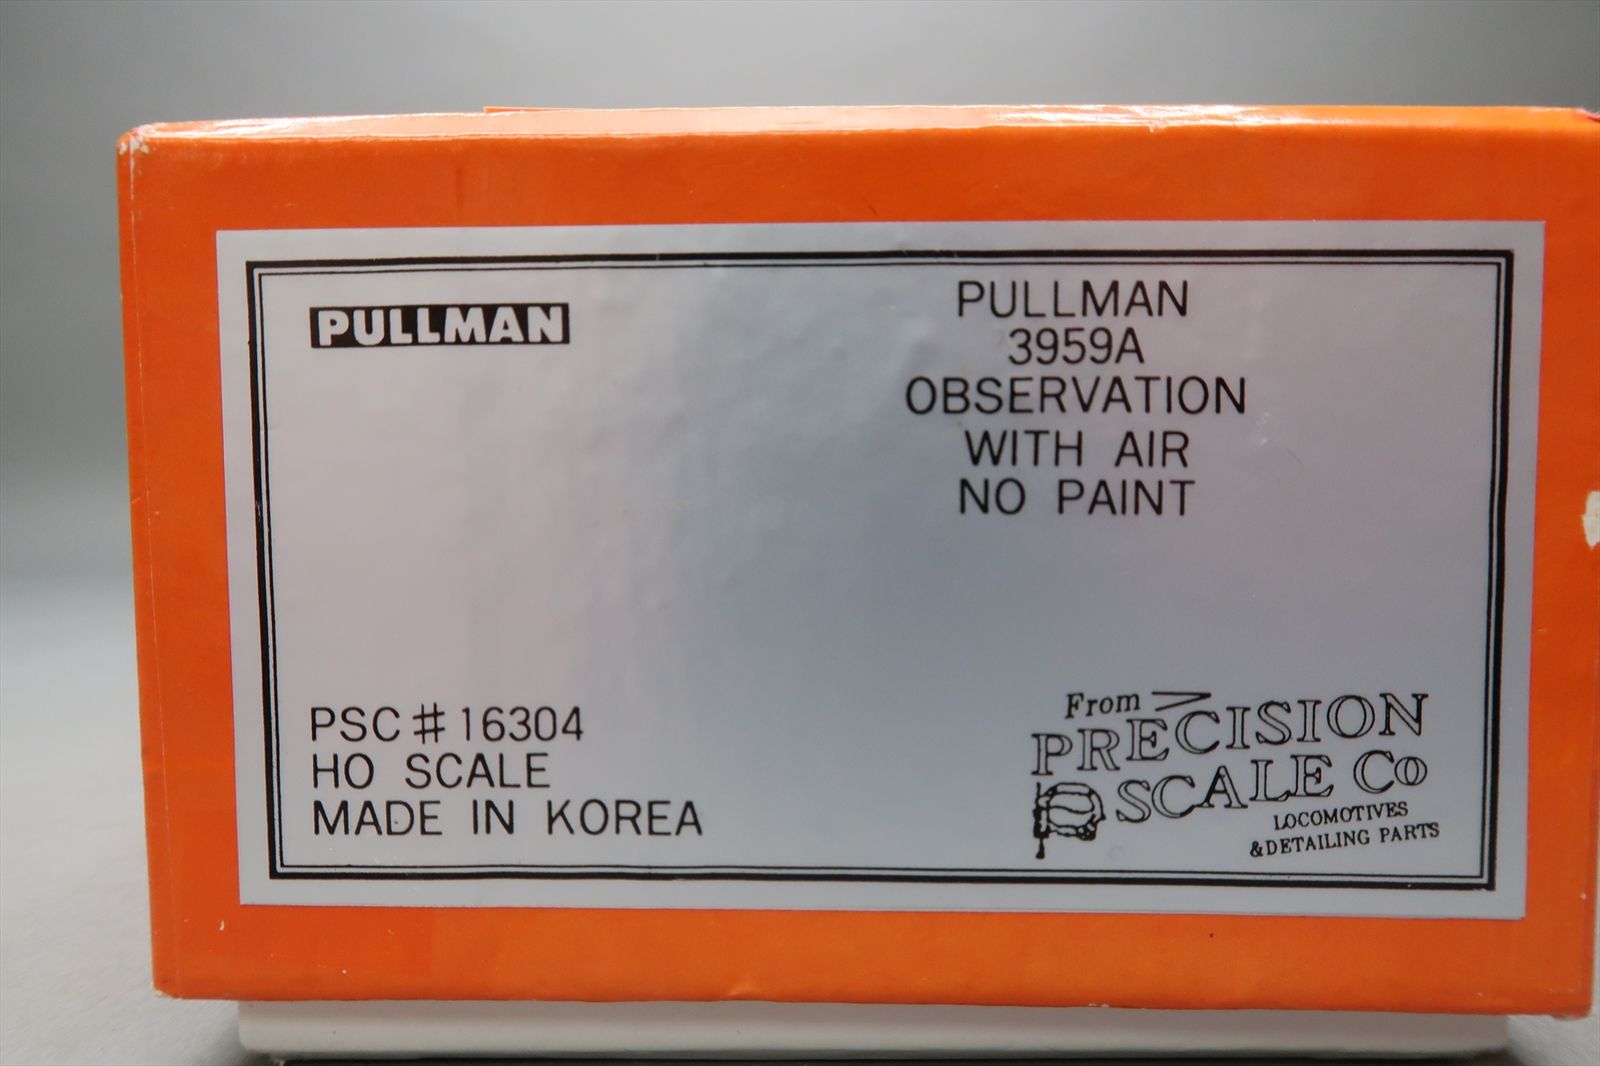 PULLMAN
PULLMAN
3959A
OBSERVATION
WITH AIR
NO PAINT
PSC # 16304
HO SCALE
MADE IN KOREA
From
PRECISION
SCALE Co
LOCOMOTIVES
& DETAILING PARTS